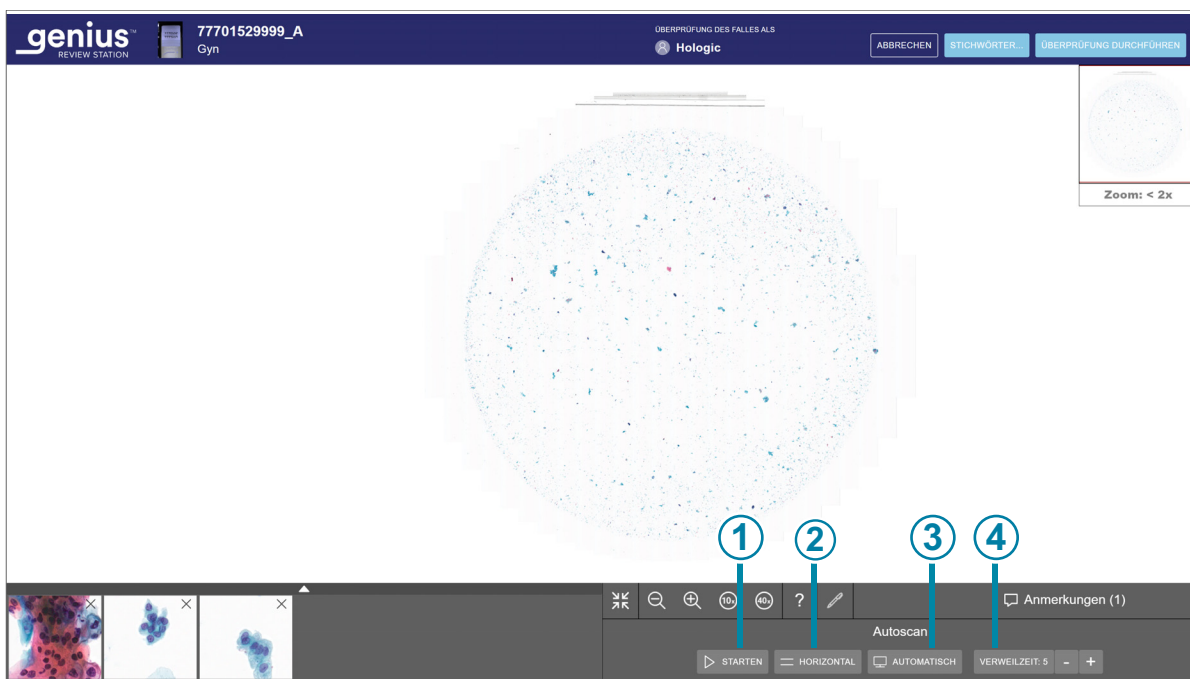 genius™
REVIEW STATION
77701529999_A
Gyn
ÜBERPRÜFUNG DES FALLES ALS
Hologic
ABBRECHEN
STICHWÖRTER...
ÜBERPRÜFUNG DURCHFÜHREN
Zoom: < 2x
1
2
3
4
10x
40x
?
Anmerkungen (1)
Autoscan
STARTEN
HORIZONTAL
AUTOMATISCH
VERWEILZEIT: 5
-
+